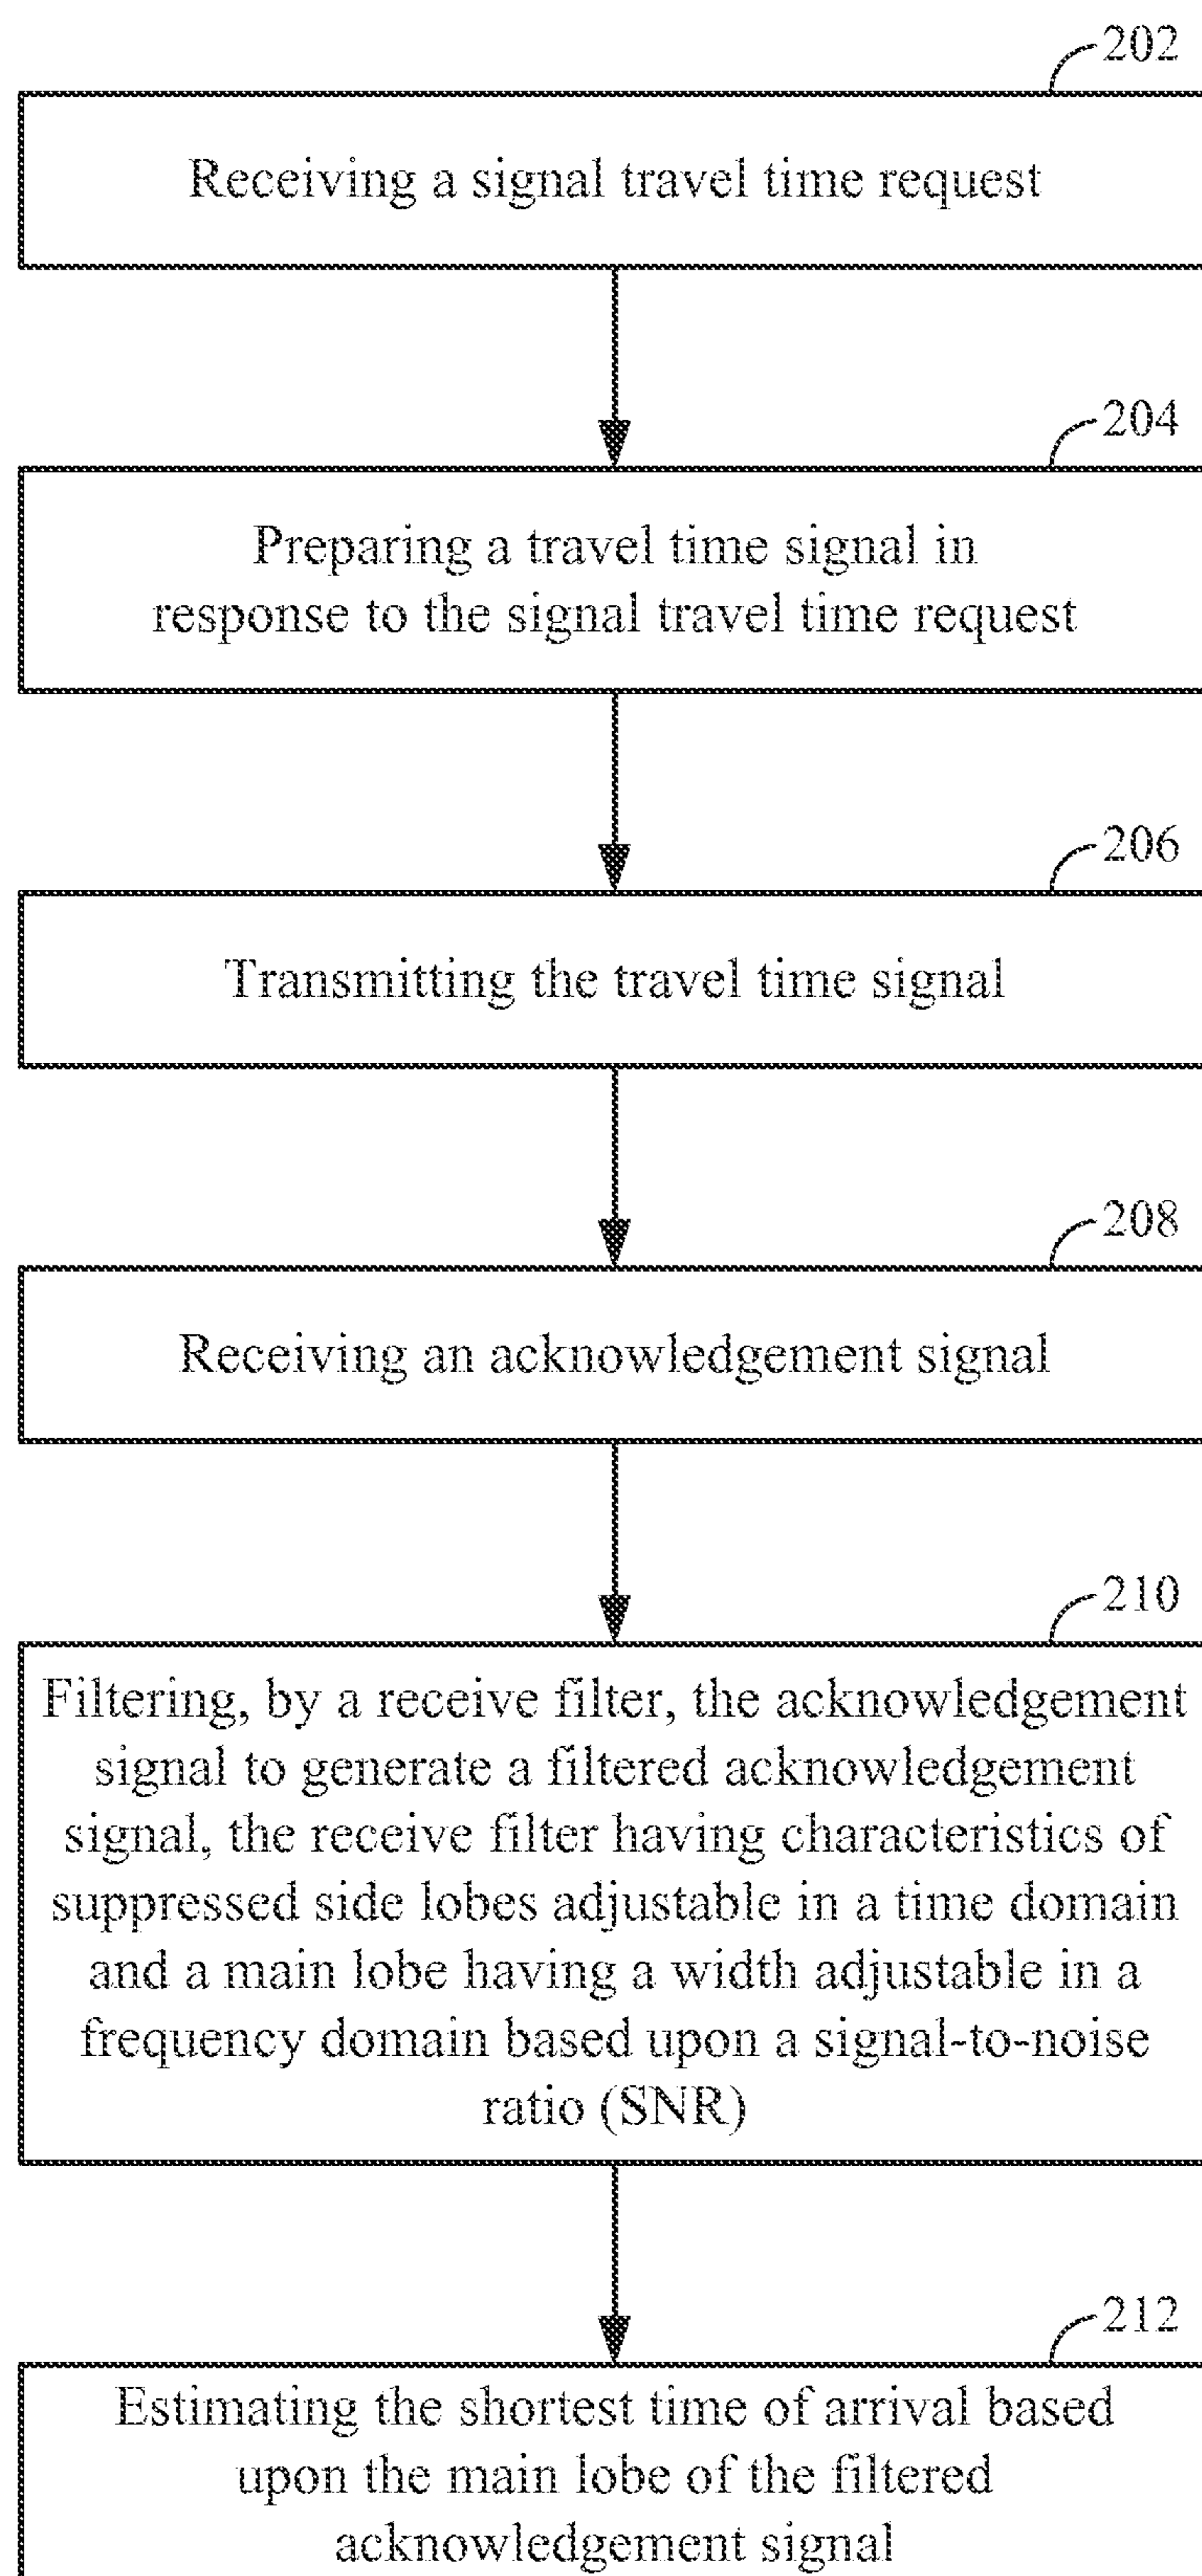 202
Receiving a signal travel time request
204
Preparing a travel time signal in
response to the signal travel time request
206
Transmitting the travel time signal
208
Receiving an acknowledgement signal
210
Filtering, by a receive filter, the acknowledgement
signal to generate a filtered acknowledgement
signal, the receive filter having characteristics of
suppressed side lobes adjustable in a time domain
and a main lobe having a width adjustable in a
frequency domain based upon a signal-to-noise
ratio (SNR)
212
Estimating the shortest time of arrival based
upon the main lobe of the filtered
acknowledgement signal